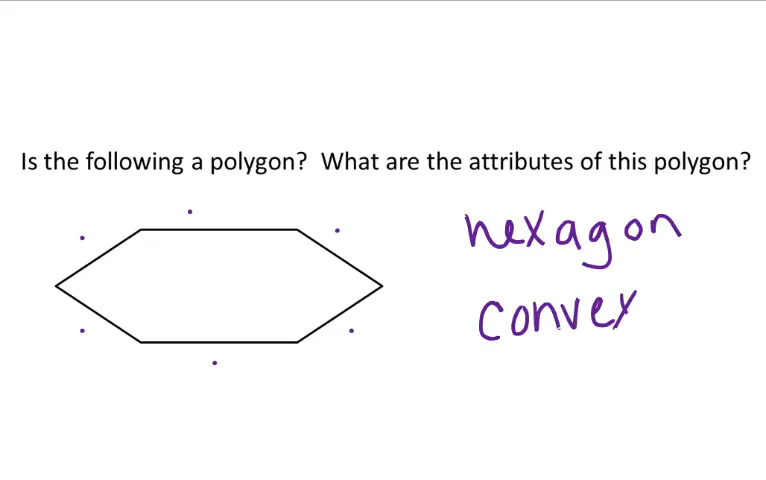 Is the following a polygon? What are the attributes of this polygon?
hexagon
convex